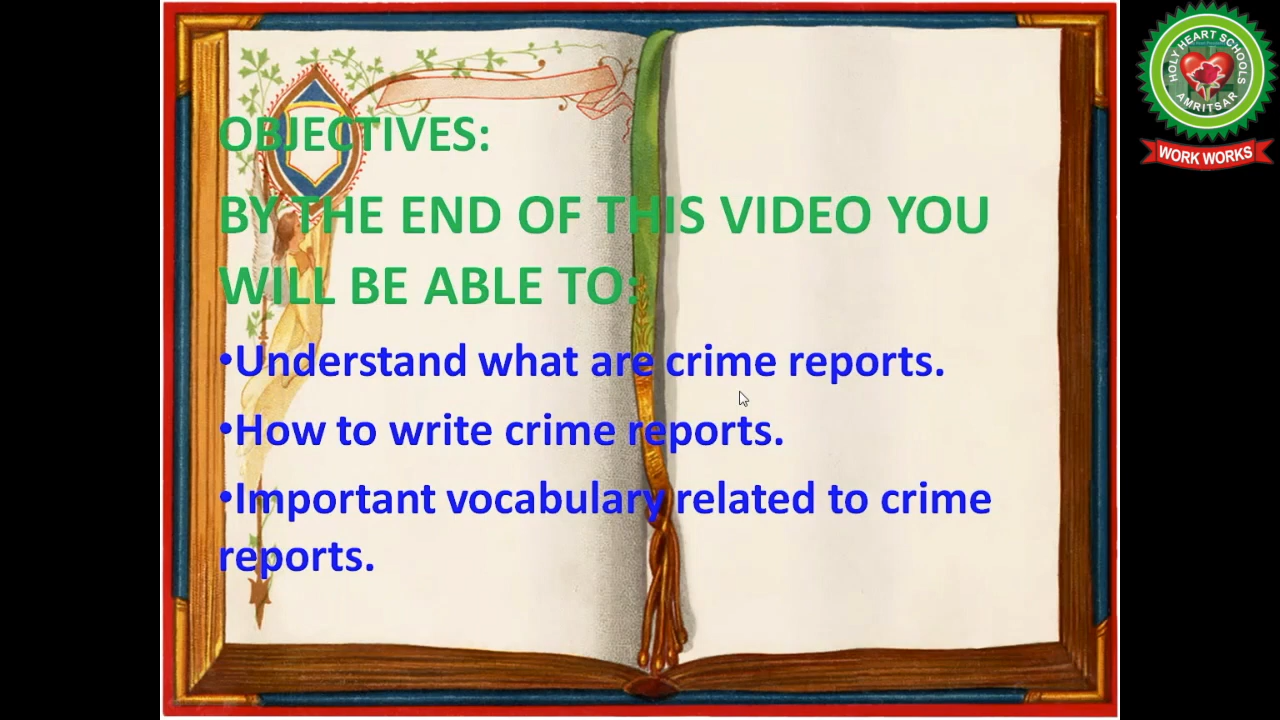 OBJECTIVES:
BY THE END OF THIS VIDEO YOU
WILL BE ABLE TO:
•Understand what are crime reports.
•How to write crime reports.
•Important vocabulary related to crime
reports.
HOLY HEART SCHOOLS
AMRITSAR
WORK WORKS